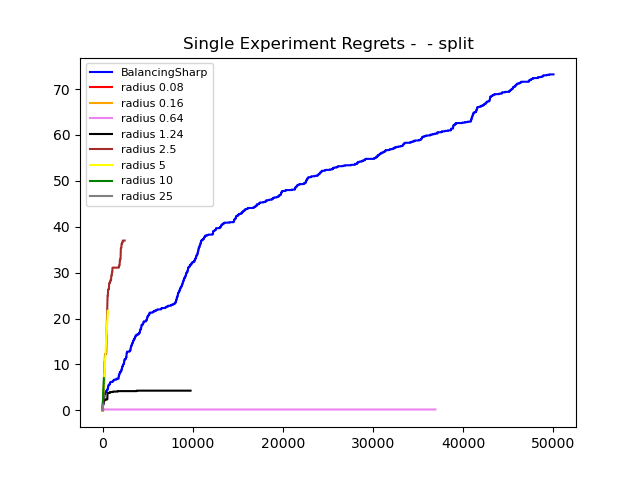 Single Experiment Regrets -  - split
BalancingSharp
radius 0.08
radius 0.16
radius 0.64
radius 1.24
radius 2.5
radius 5
radius 10
radius 25
70
60
50
40
30
20
10
0
0 10000 20000 30000 40000 50000